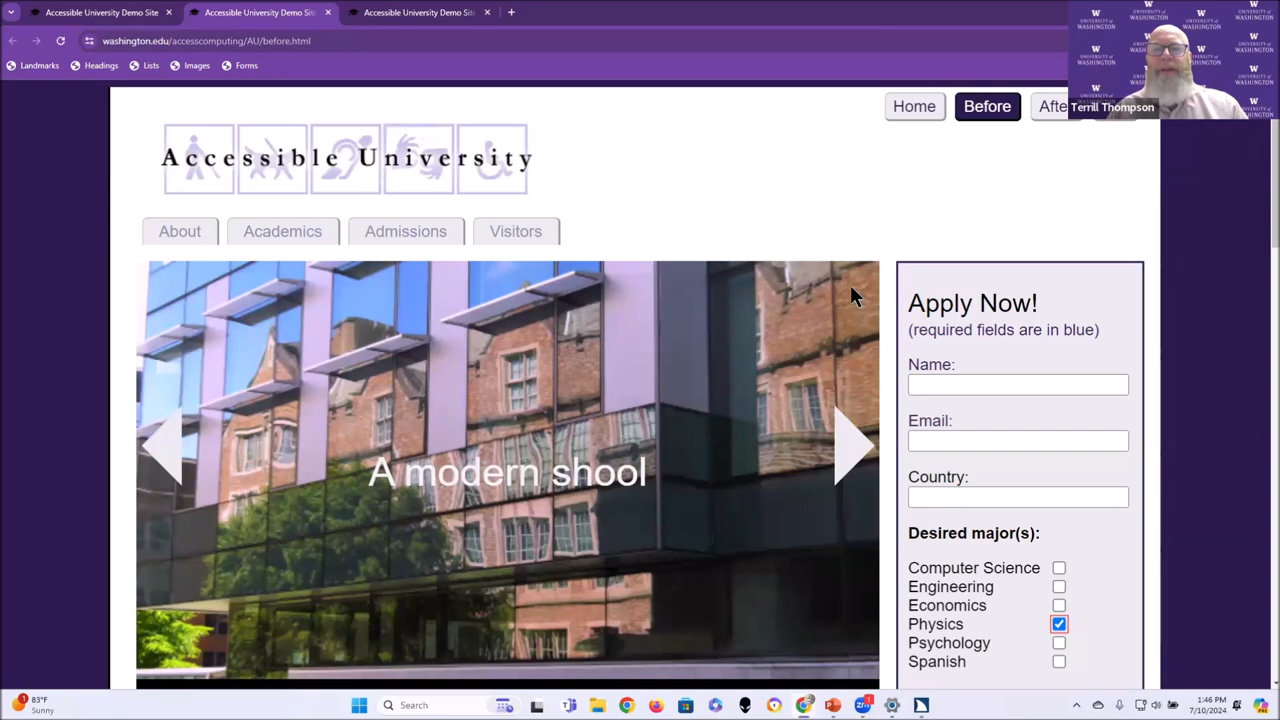 Accessible University Demo Site
Accessible University Demo Site
Accessible University Demo Site
washington.edu/accesscomputing/AU/before.html
Landmarks
Headings
Lists
Images
Forms
Home
Before
Afte
Terrill Thompson
Accessible University
About
Academics
Admissions
Visitors
A modern shool
Apply Now!
(required fields are in blue)
Name:
Email:
Country:
Desired major(s):
Computer Science
Engineering
Economics
Physics
Psychology
Spanish
83°F
Sunny
Search
1:46 PM
7/10/2024